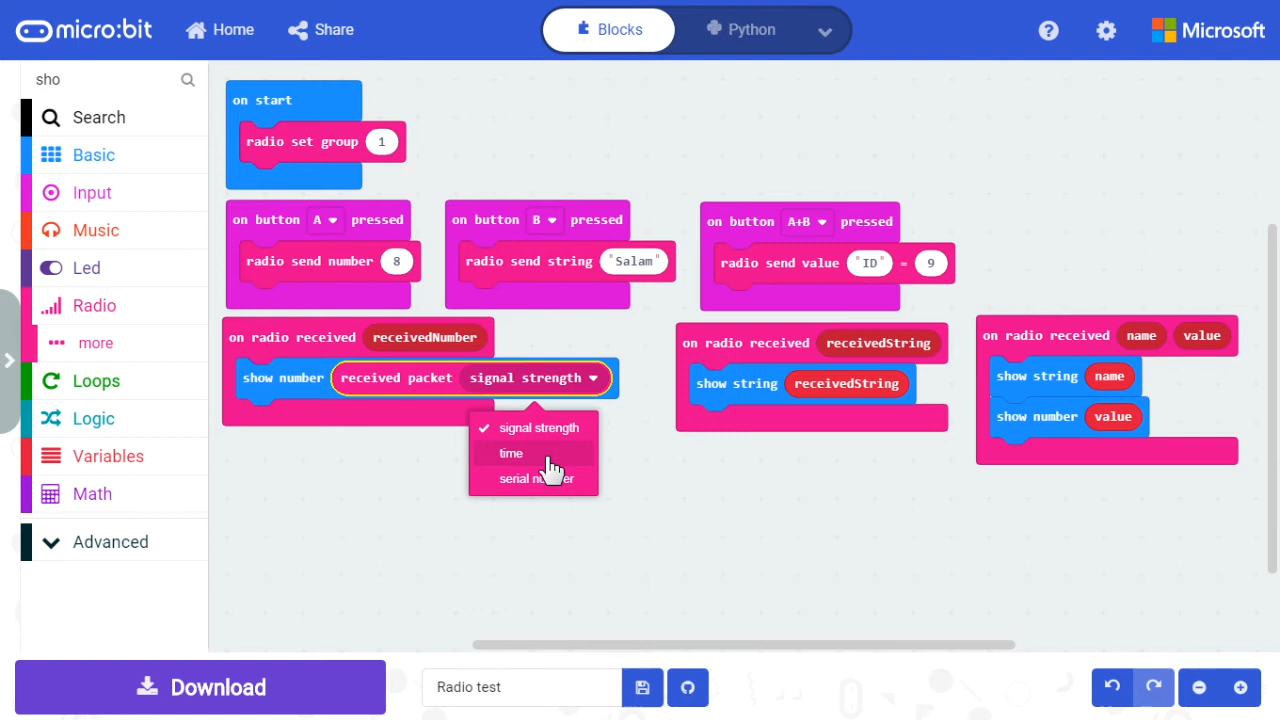 micro:bit
Home
Share
Blocks
Python
Microsoft
sho
Search
Basic
Input
Music
Led
Radio
more
Loops
Logic
Variables
Math
Advanced
on start
radio set group 1
on button A pressed
radio send number 8
on button B pressed
radio send string "Salam"
on button A+B pressed
radio send value "ID" = 9
on radio received receivedNumber
show number received packet signal strength
signal strength
time
serial number
on radio received receivedString
show string receivedString
on radio received name value
show string name
show number value
Download
Radio test